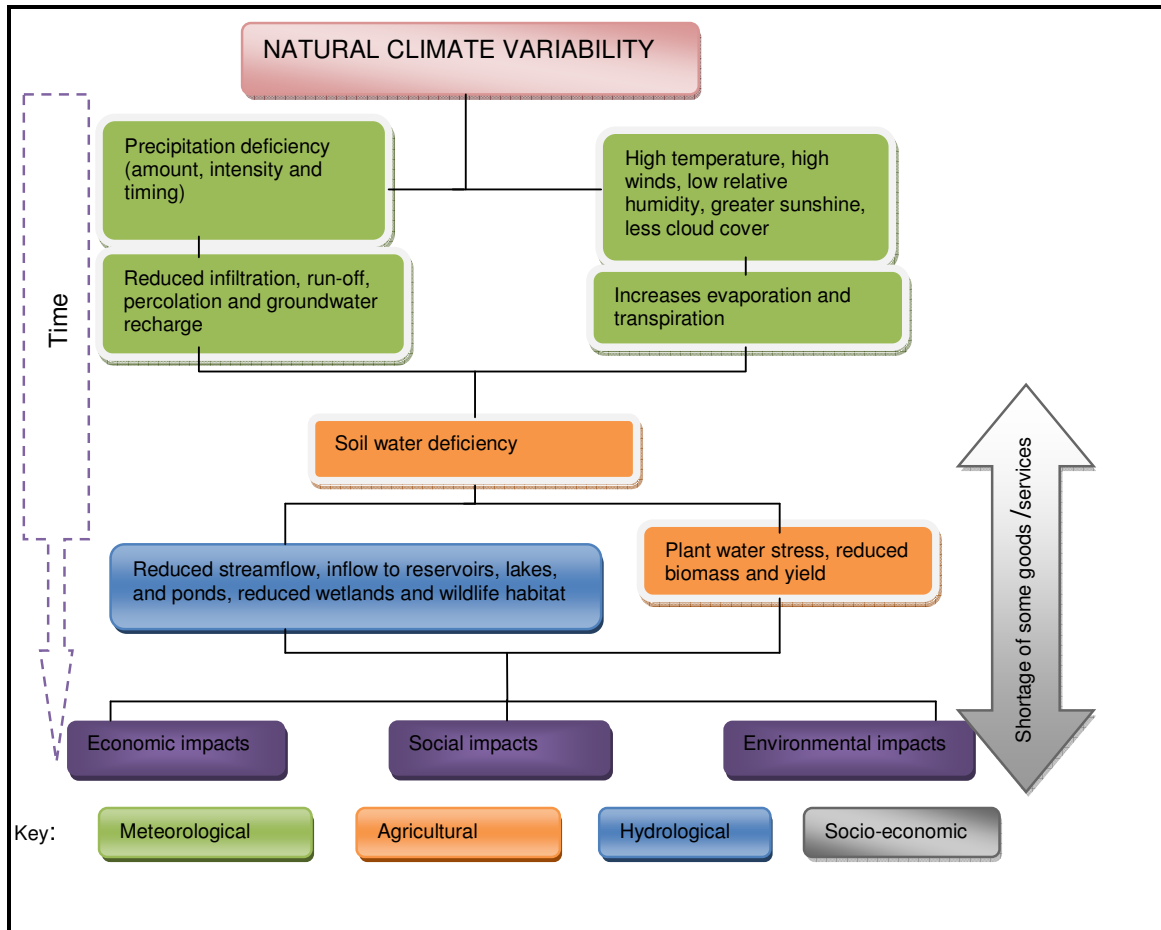 NATURAL CLIMATE VARIABILITY
Precipitation deficiency
(amount, intensity and
timing)
High temperature, high
winds, low relative
humidity, greater sunshine,
less cloud cover
Reduced infiltration, run-off,
percolation and groundwater
recharge
Increases evaporation and
transpiration
Time
Soil water deficiency
Shortage of some goods /services
Reduced streamflow, inflow to reservoirs, lakes,
and ponds, reduced wetlands and wildlife habitat
Plant water stress, reduced
biomass and yield
Economic impacts
Social impacts
Environmental impacts
Key:
Meteorological
Agricultural
Hydrological
Socio-economic